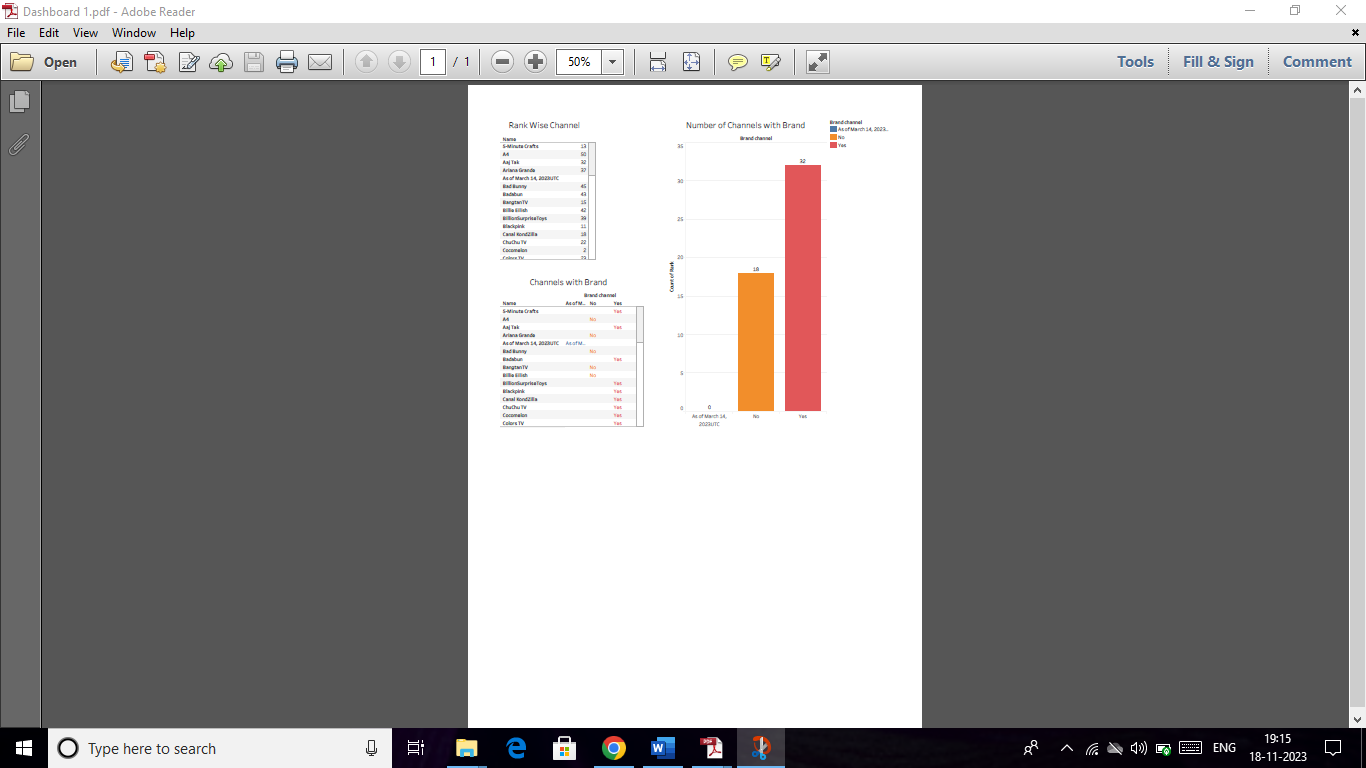 Dashboard 1.pdf - Adobe Reader
File Edit View Window Help
Open 1 / 1 50% Tools Fill & Sign Comment
Rank Wise Channel
Name
5-Minute Crafts 13
A4 50
Aaj Tak 32
Ariana Grande 37
As of March 14, 2023UTC
Bad Bunny 45
Badabun 43
BangtanTV 15
Billie Eilish 42
BillionSurpriseToys 39
Blackpink 11
Canal KondZilla 18
ChuChu TV 22
Cocomelon 2
Colors TV 23
Channels with Brand
Brand channel
Name As of M.. No Yes
5-Minute Crafts Yes
A4 No
Aaj Tak Yes
Ariana Grande No
As of March 14, 2023UTC As of M..
Bad Bunny No
Badabun Yes
BangtanTV No
Billie Eilish No
BillionSurpriseToys Yes
Blackpink Yes
Canal KondZilla Yes
ChuChu TV Yes
Cocomelon Yes
Colors TV Yes
Number of Channels with Brand
Brand channel
35
30
25
20
15
10
5
0
Count of Rank
0
18
32
As of March 14, 2023UTC
No
Yes
Brand channel
As of March 14, 2023..
No
Yes
Type here to search
ENG
19:15
18-11-2023